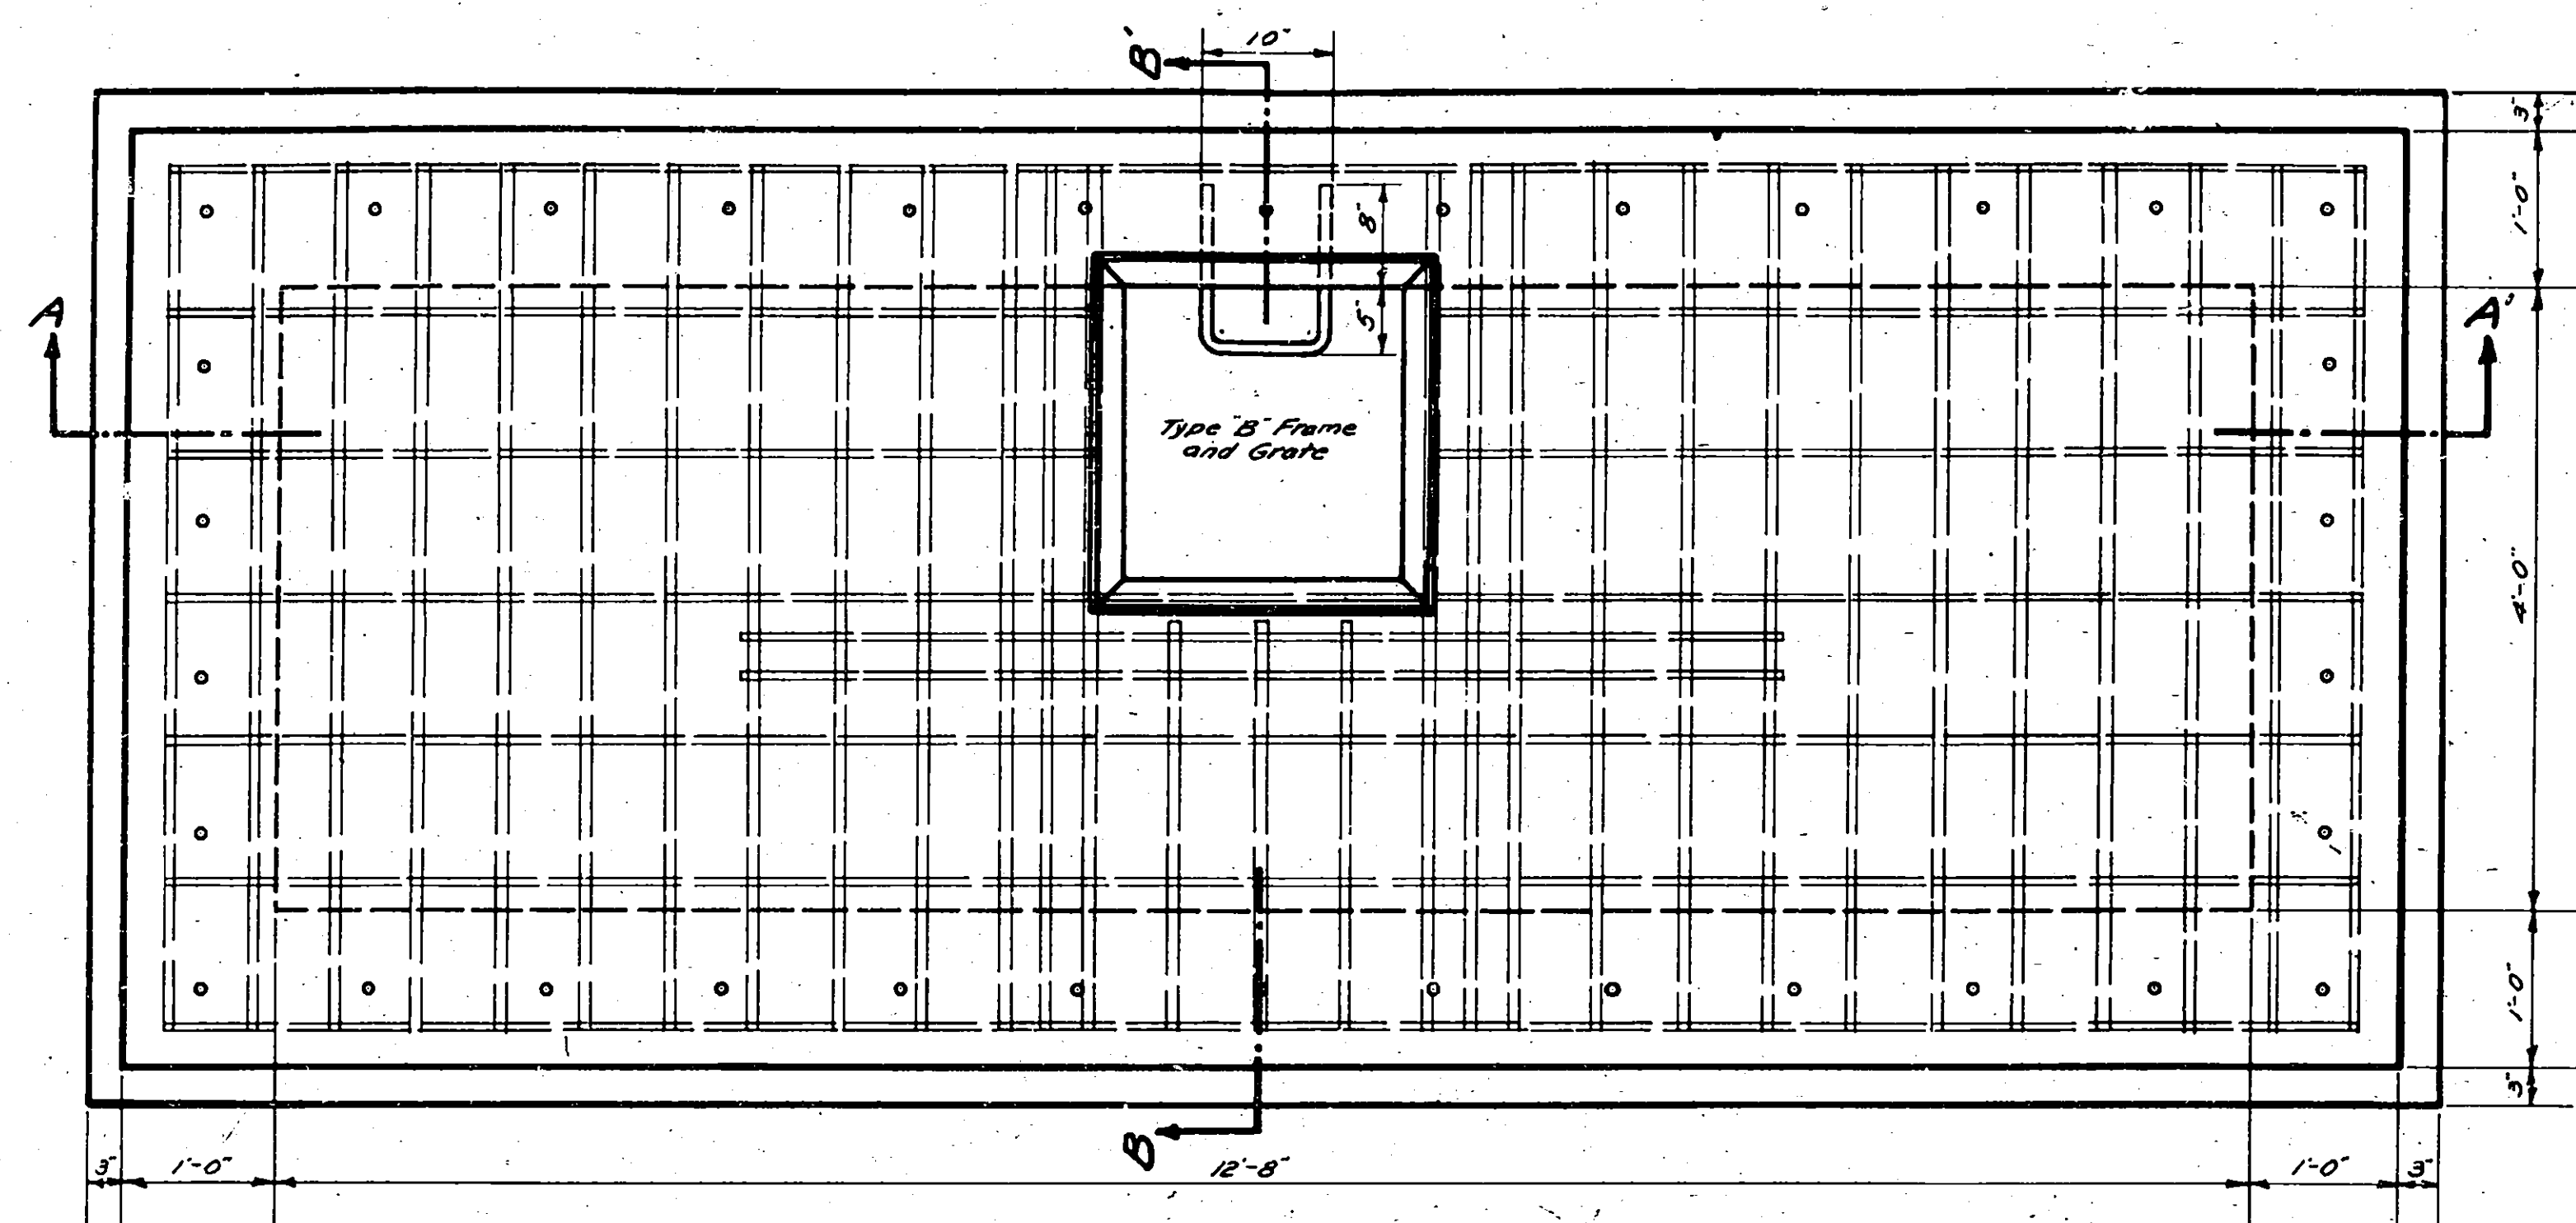 B'
10"
3"
1'-0"
8"
A
A'
5"
Type "B" Frame
and Grate
4'-0"
1'-0"
3"
B
3"
1'-0"
12'-8"
1'-0"
3"